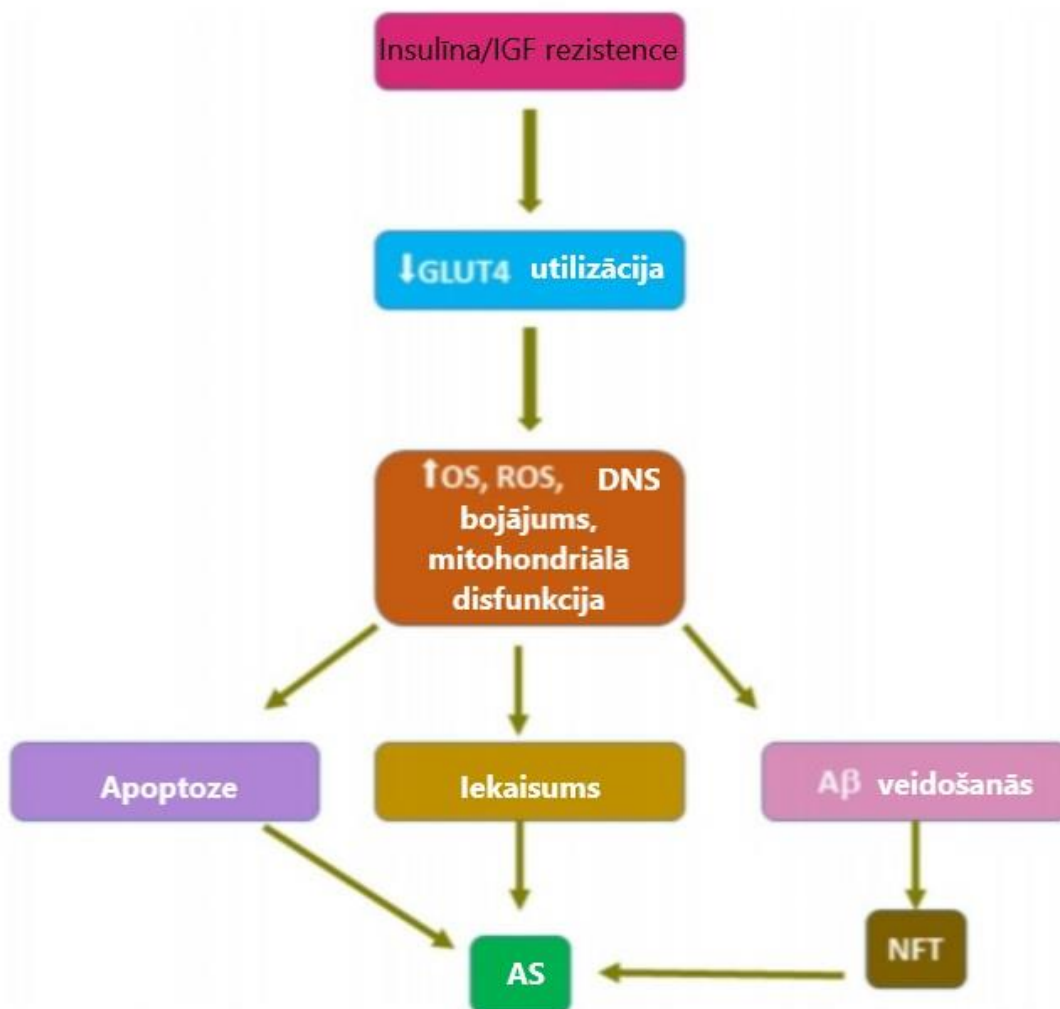 Insulīna/IGF rezistence
↓GLUT4 utilizācija
↑OS, ROS, DNS
bojājums,
mitohondriālā
disfunkcija
Apoptoze
Iekaisums
Aβ veidošanās
NFT
AS